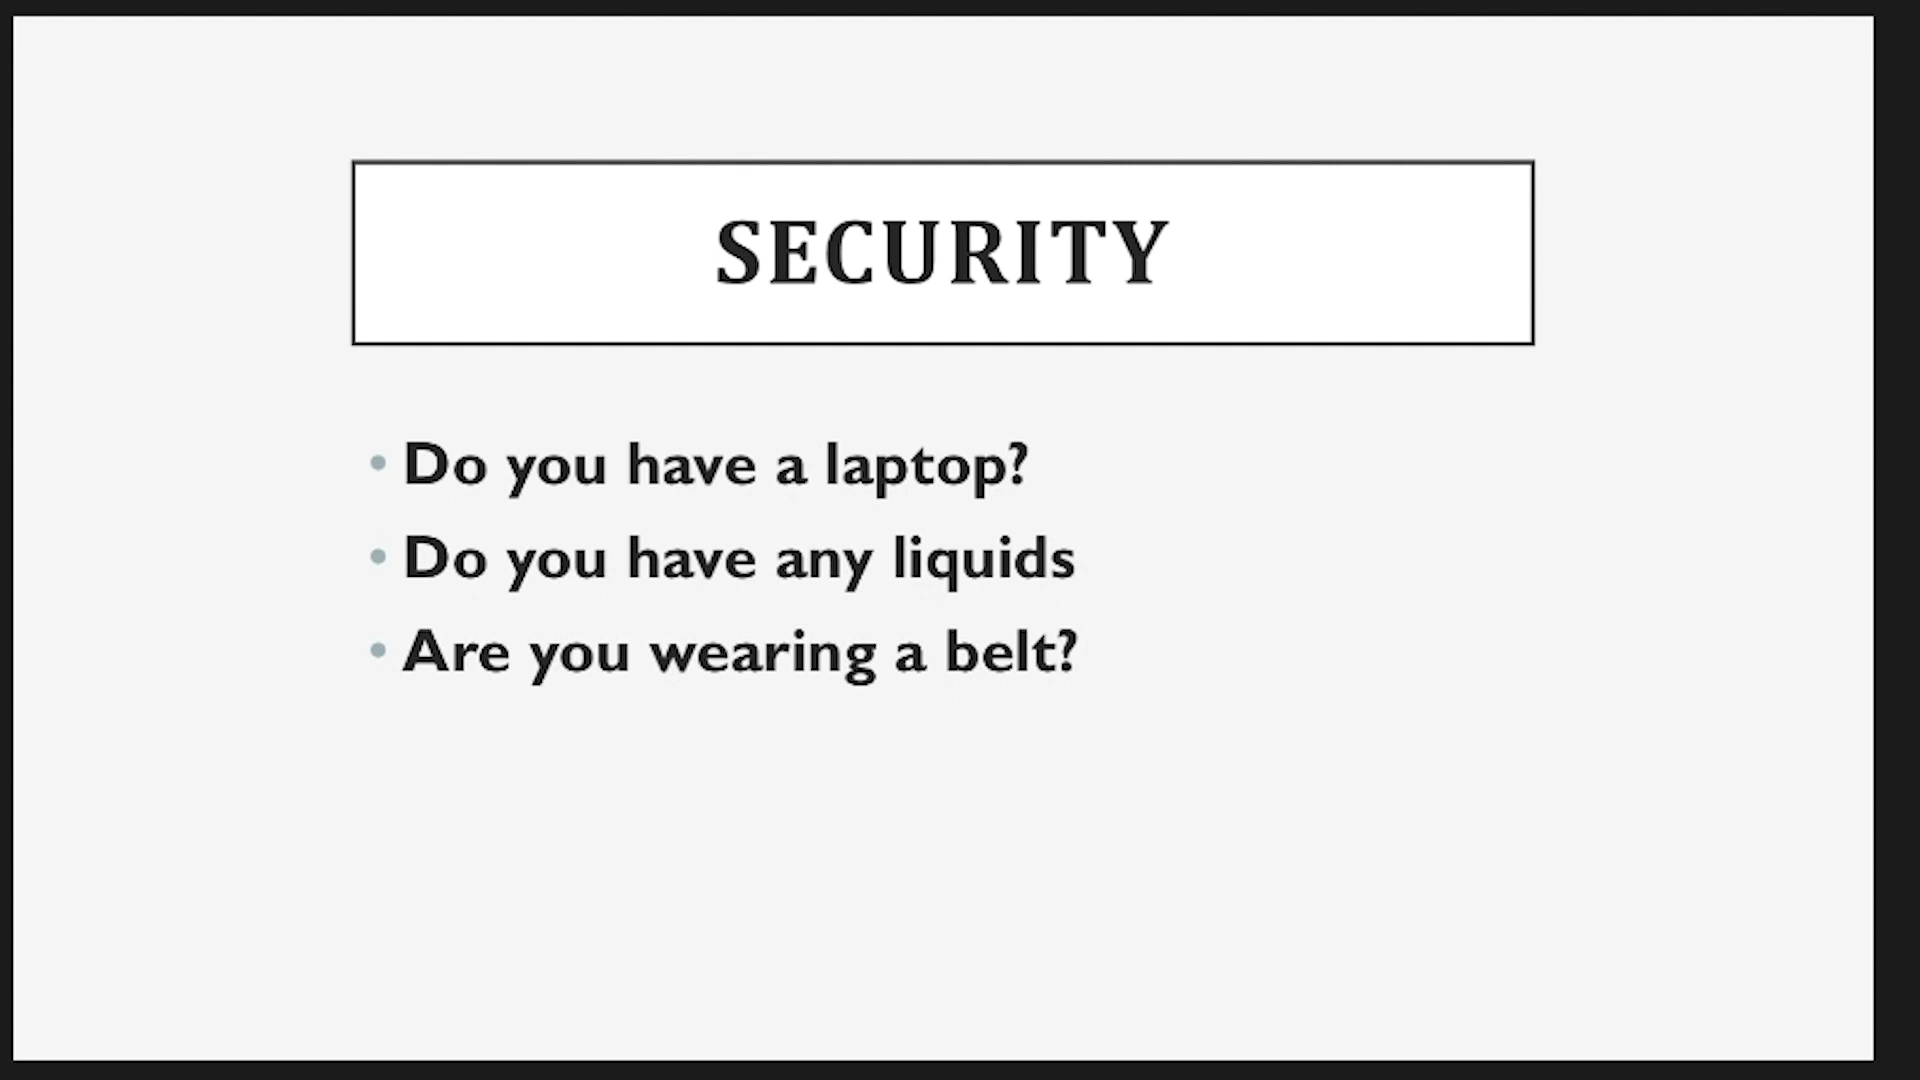 SECURITY
• Do you have a laptop?
• Do you have any liquids
• Are you wearing a belt?